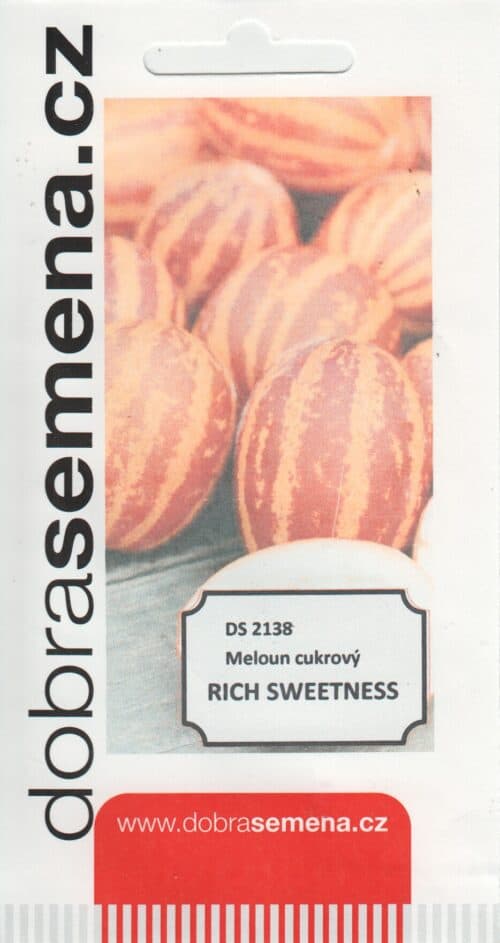 dobrasemena.cz
DS 2138
Meloun cukrový
RICH SWEETNESS
www.dobrasemena.cz